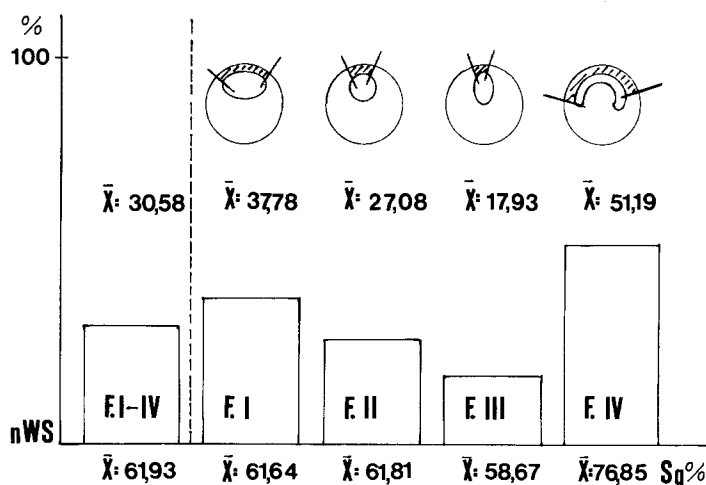 %
100
X̄: 30,58 X̄: 37,78 X̄: 27,08 X̄: 17,93 X̄: 51,19
F. I-IV F. I F. II F. III F. IV
nWS
X̄: 61,93 X̄: 61,64 X̄: 61,81 X̄: 58,67 X̄: 76,85 Sg%